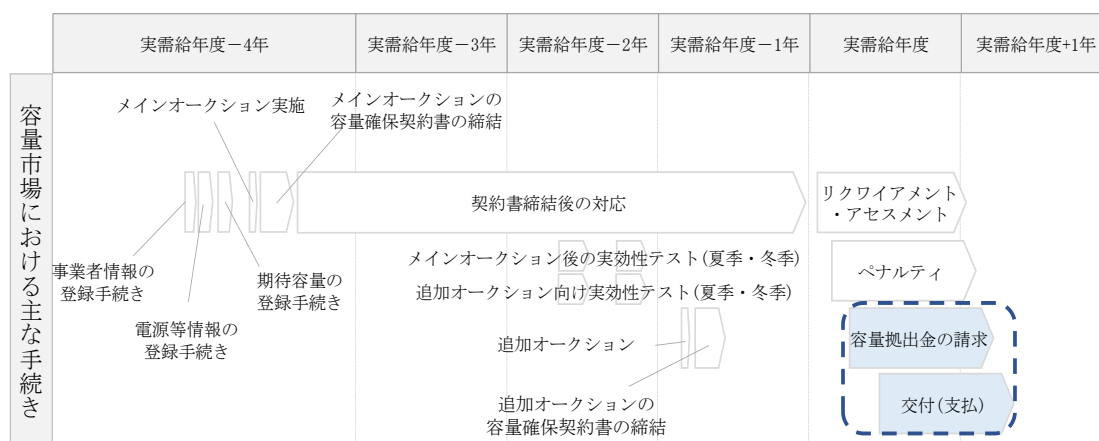 実需給年度－4年
実需給年度－3年
実需給年度－2年
実需給年度－1年
実需給年度
実需給年度+1年
容量市場における主な手続き
メインオークション実施
メインオークションの
容量確保契約書の締結
契約書締結後の対応
リクワイアメント
・アセスメント
事業者情報の
登録手続き
期待容量の
登録手続き
電源等情報の
登録手続き
メインオークション後の実効性テスト(夏季・冬季)
追加オークション向け実効性テスト(夏季・冬季)
ペナルティ
追加オークション
容量拠出金の請求
追加オークションの
容量確保契約書の締結
交付(支払)